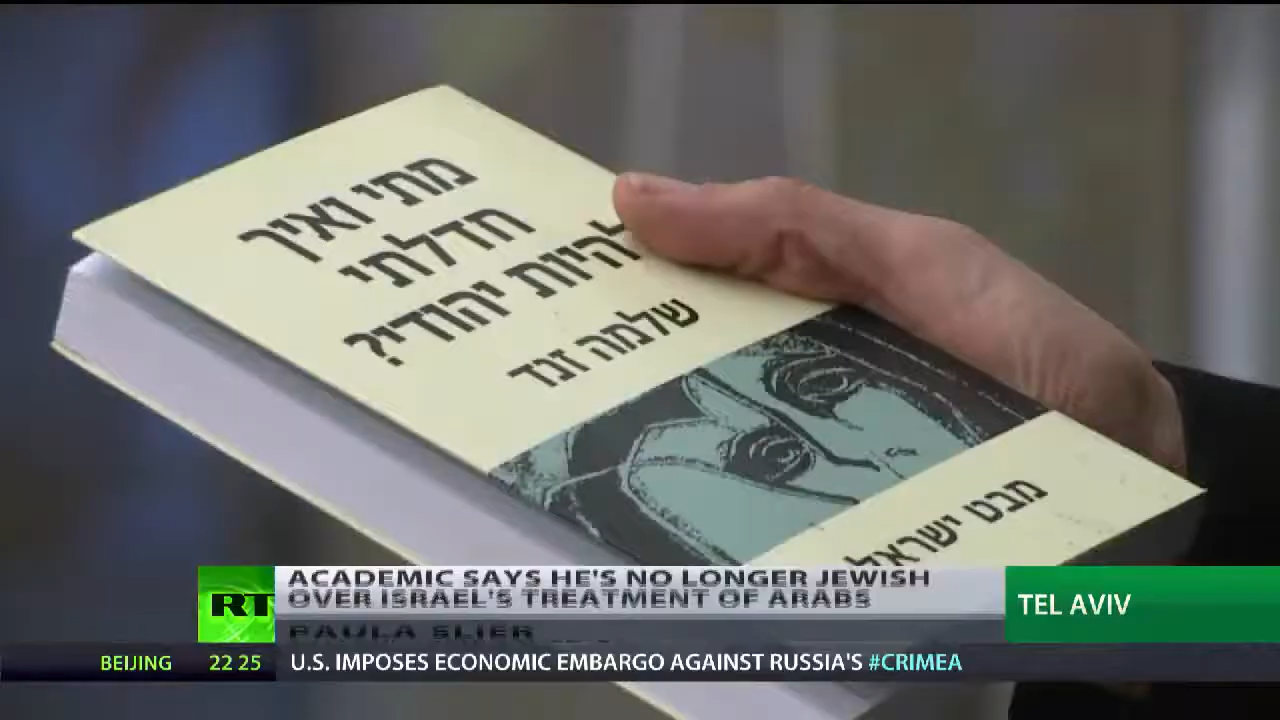 מתי ואיך
חדלתי
להיות יהודי?
שלמה זנד
מבט ישראלי
RT
ACADEMIC SAYS HE'S NO LONGER JEWISH
OVER ISRAEL'S TREATMENT OF ARABS
PAULA SLIER
TEL AVIV
BEIJING 22 25 U.S. IMPOSES ECONOMIC EMBARGO AGAINST RUSSIA'S #CRIMEA